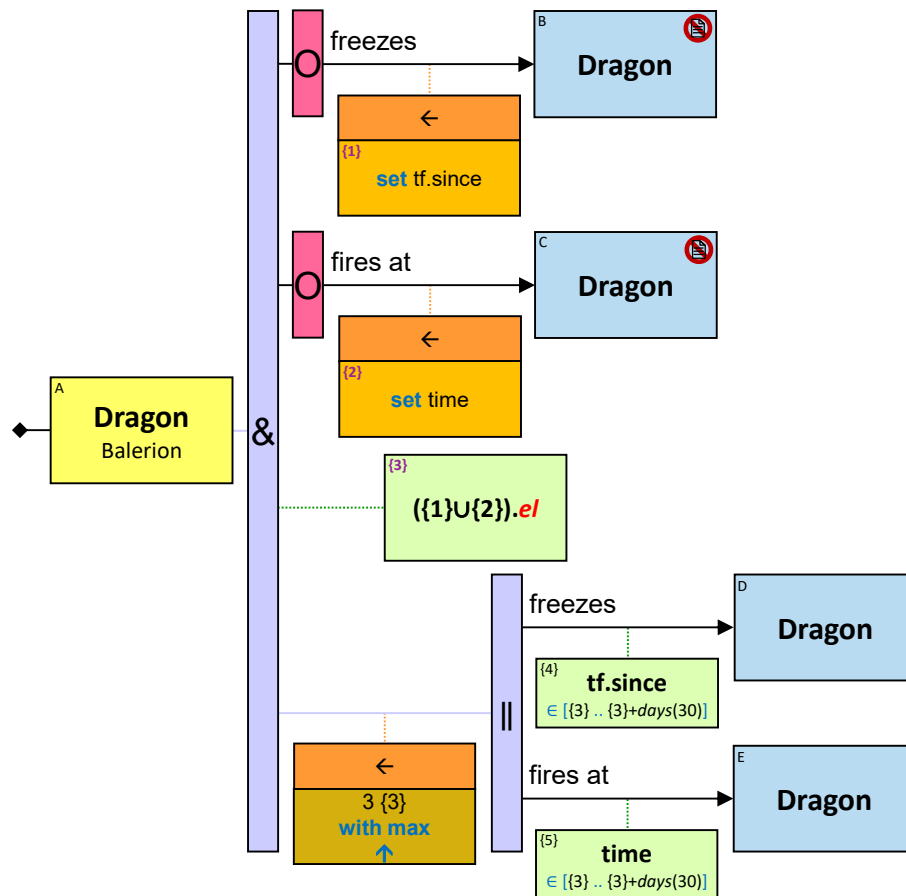 freezes
B
Dragon
←
{1}
set tf.since
fires at
C
Dragon
←
{2}
set time
A
Dragon
Balerion
&
{3}
({1}∪{2}).el
freezes
D
Dragon
{4}
tf.since
∈ [{3} .. {3}+days(30)]
||
←
3 {3}
with max
↑
fires at
E
Dragon
{5}
time
∈ [{3} .. {3}+days(30)]
O
O